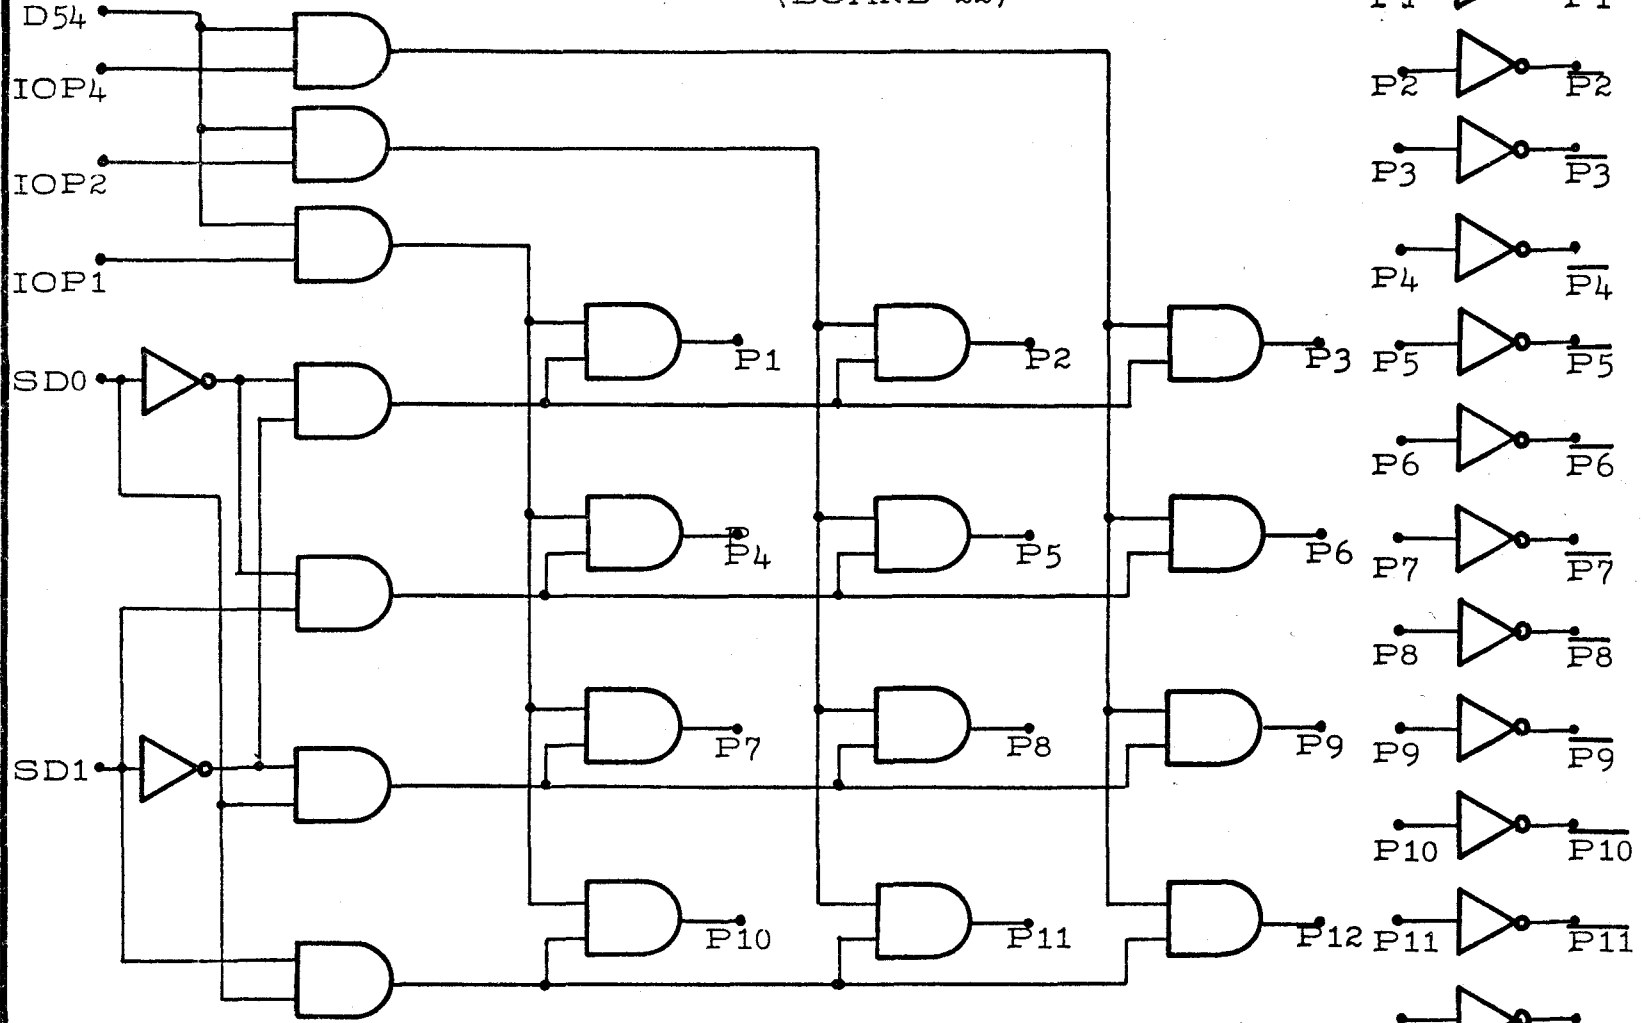 D54
IOP4
IOP2
IOP1
SD0
SD1
P1
P2
P3
P4
P5
P6
P7
P8
P9
P10
P11
P12
P2 P2
P3 P3
P4 P4
P5 P5
P6 P6
P7 P7
P8 P8
P9 P9
P10 P10
P11 P11